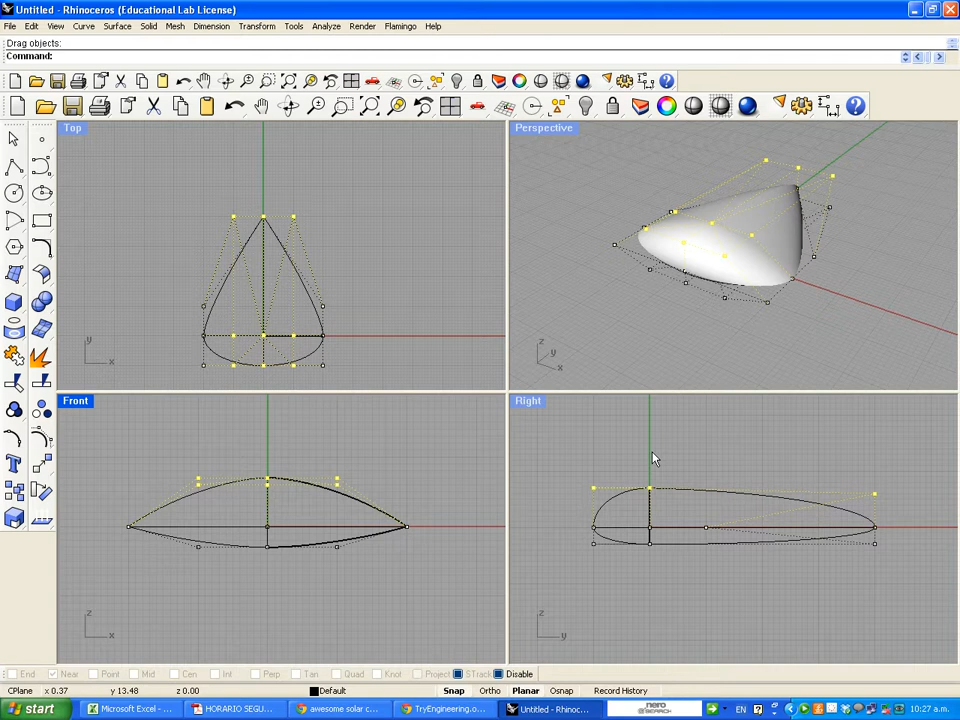 Untitled - Rhinoceros (Educational Lab License)
File Edit View Curve Surface Solid Mesh Dimension Transform Tools Analyze Render Flamingo Help
Drag objects:
Command:
Top
Perspective
y
x
z
y
x
Front
Right
z
x
z
y
End Near Point Mid Cen Int Perp Tan Quad Knot Project STrack Disable
CPlane x 0.37 y 13.48 z 0.00 Default Snap Ortho Planar Osnap Record History
start Microsoft Excel - ... HORARIO SEGU... awesome solar c... TryEngineering.o... Untitled - Rhinoc... nero SEARCH EN 10:27 a.m.